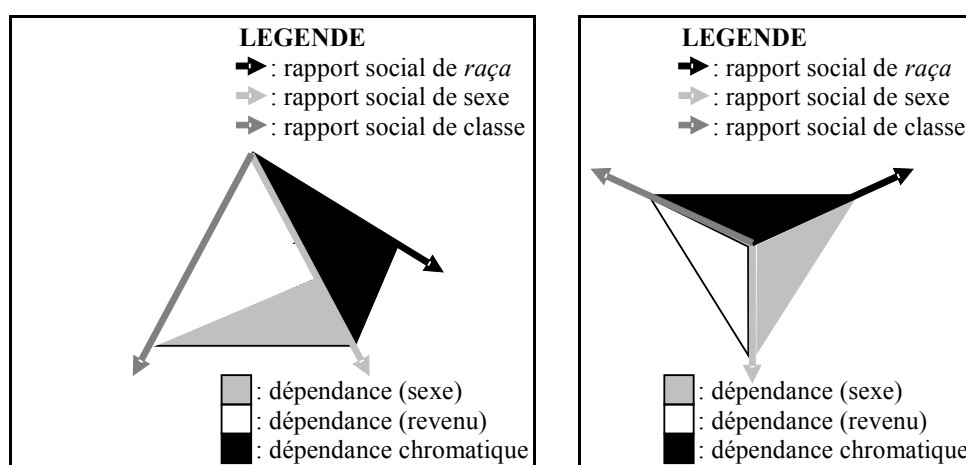 LEGENDE
: rapport social de raça
: rapport social de sexe
: rapport social de classe
: dépendance (sexe)
: dépendance (revenu)
: dépendance chromatique
LEGENDE
: rapport social de raça
: rapport social de sexe
: rapport social de classe
: dépendance (sexe)
: dépendance (revenu)
: dépendance chromatique